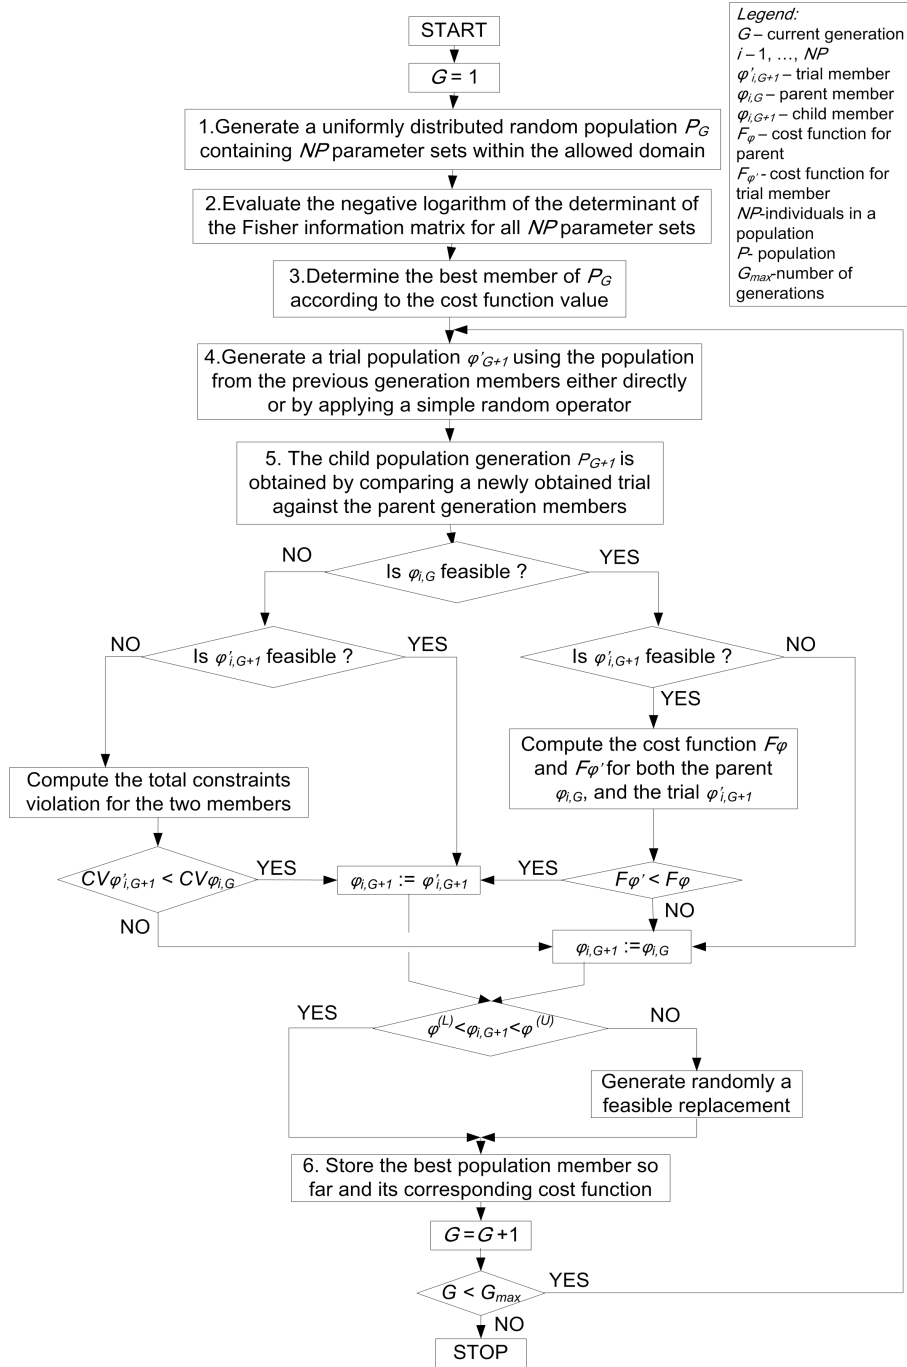 START
G = 1
1.Generate a uniformly distributed random population P_G
containing NP parameter sets within the allowed domain
2.Evaluate the negative logarithm of the determinant of
the Fisher information matrix for all NP parameter sets
3.Determine the best member of P_G
according to the cost function value
4.Generate a trial population φ'_G+1 using the population
from the previous generation members either directly
or by applying a simple random operator
5. The child population generation P_G+1 is
obtained by comparing a newly obtained trial
against the parent generation members
NO
Is φ_i,G feasible ?
YES
NO
Is φ'_i,G+1 feasible ?
YES
Is φ'_i,G+1 feasible ?
NO
YES
Compute the total constraints
violation for the two members
Compute the cost function Fφ
and Fφ' for both the parent
φ_i,G, and the trial φ'_i,G+1
CVφ'_i,G+1 < CVφ_i,G
YES
φ_i,G+1 := φ'_i,G+1
YES
Fφ' < Fφ
NO
NO
φ_i,G+1 :=φ_i,G
YES
φ^(L)<φ_i,G+1<φ^(U)
NO
Generate randomly a
feasible replacement
6. Store the best population member so
far and its corresponding cost function
G=G+1
G < G_max
YES
NO
STOP
Legend:
G – current generation
i – 1, …, NP
φ'_i,G+1 – trial member
φ_i,G – parent member
φ_i,G+1 – child member
F_φ – cost function for
parent
F_φ' - cost function for
trial member
NP-individuals in a
population
P- population
G_max-number of
generations